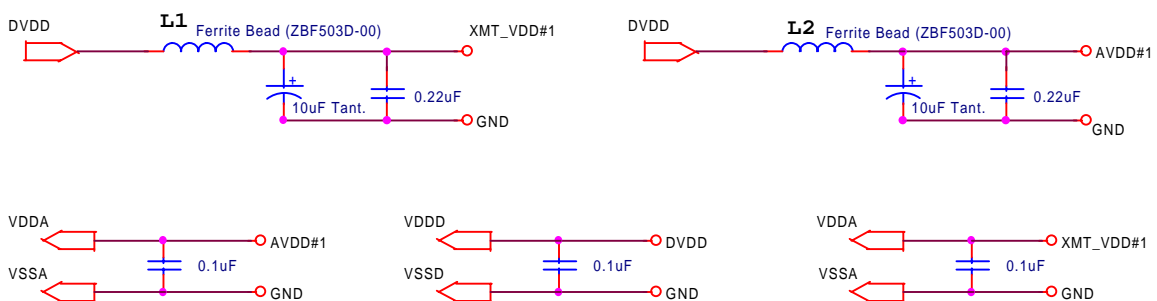 DVDD
L1
Ferrite Bead (ZBF503D-00)
XMT_VDD#1
+
10uF Tant.
0.22uF
GND
DVDD
L2
Ferrite Bead (ZBF503D-00)
AVDD#1
+
10uF Tant.
0.22uF
GND
VDDA
AVDD#1
0.1uF
VSSA
GND
VDDD
DVDD
0.1uF
VSSD
GND
VDDA
XMT_VDD#1
0.1uF
VSSA
GND